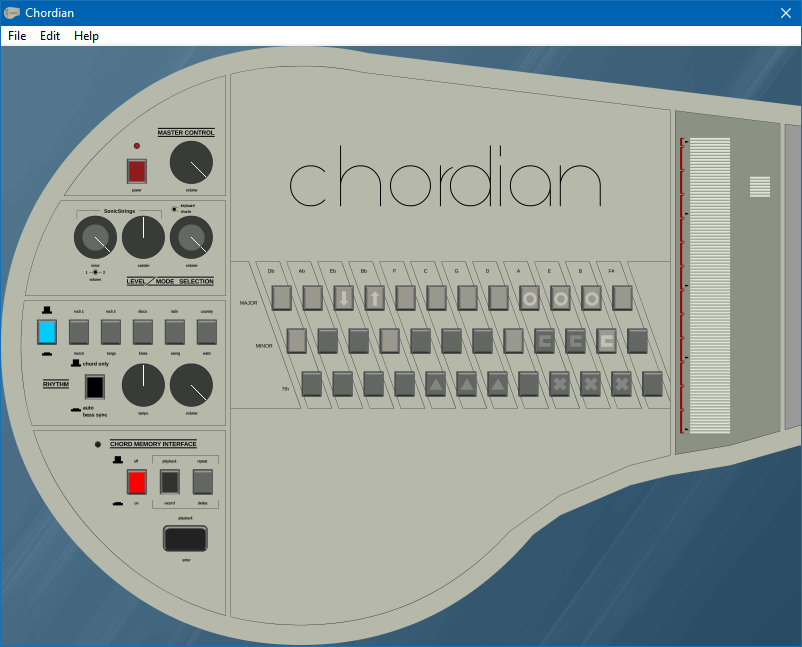 Chordian
File Edit Help
MASTER CONTROL
power
volume
chordian
SonicStrings
keyboard
chords
voice
sustain
volume
1 2
volume
LEVEL/MODE SELECTION
rock 1 rock 2 disco latin country
march tango blues swing waltz
chord only
RHYTHM
auto
bass sync
tempo
volume
CHORD MEMORY INTERFACE
off playback repeat
on record delete
playback
enter
Db Ab Eb Bb F C G D A E B F#
MAJOR
MINOR
7th